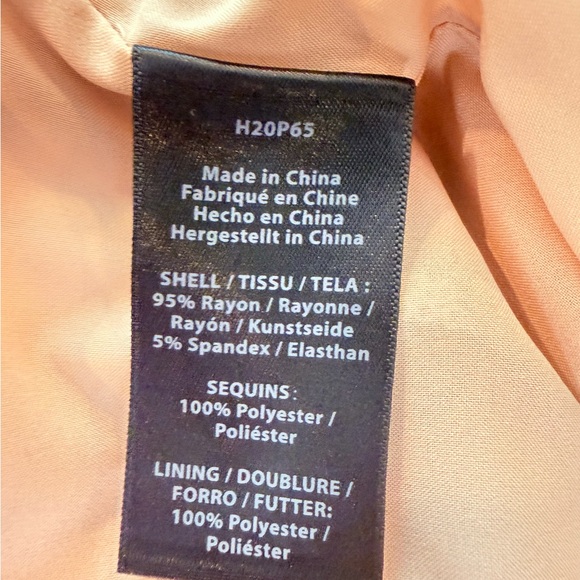 H20P65
Made in China
Fabriqué en Chine
Hecho en China
Hergestellt in China
SHELL / TISSU / TELA :
95% Rayon / Rayonne /
Rayón / Kunstseide
5% Spandex / Elasthan
SEQUINS:
100% Polyester /
Poliéster
LINING / DOUBLURE /
FORRO / FUTTER:
100% Polyester /
Poliéster